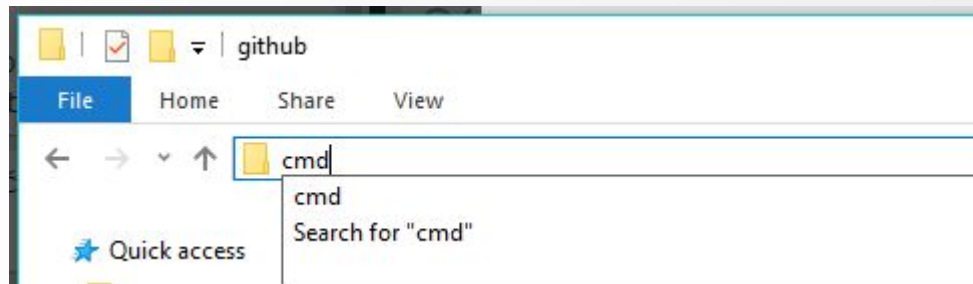 github
File Home Share View
cmd
cmd
Search for "cmd"
Quick access